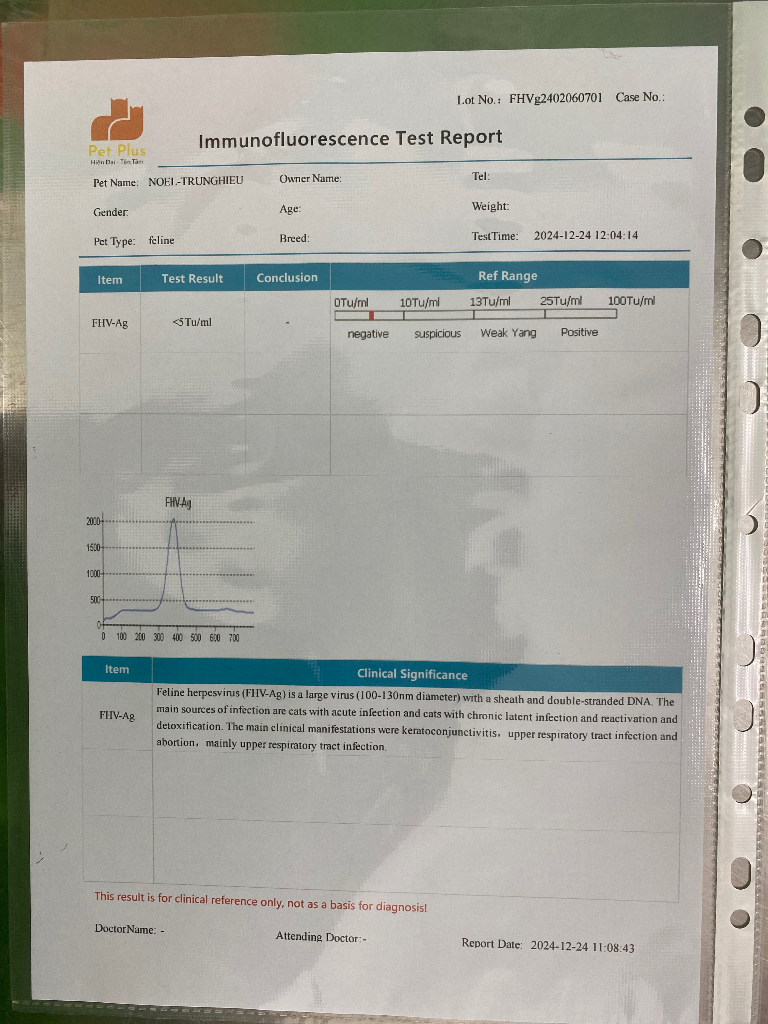 Lot No.: FHVg2402060701 Case No.:
Pet Plus
Hiện Đại - Tận Tâm
Immunofluorescence Test Report
Pet Name: NOEL-TRUNGHIEU Owner Name: Tel:
Gender: Age: Weight:
Pet Type: feline Breed: TestTime: 2024-12-24 12:04:14
Item Test Result Conclusion Ref Range
0Tu/ml 10Tu/ml 13Tu/ml 25Tu/ml 100Tu/ml
FHV-Ag <5Tu/ml -
negative suspicious Weak Yang Positive
FHV-Ag
2000
1500
1000
500
0
0 100 200 300 400 500 600 700
Item Clinical Significance
FHV-Ag
Feline herpesvirus (FHV-Ag) is a large virus (100-130nm diameter) with a sheath and double-stranded DNA. The
main sources of infection are cats with acute infection and cats with chronic latent infection and reactivation and
detoxification. The main clinical manifestations were keratoconjunctivitis, upper respiratory tract infection and
abortion, mainly upper respiratory tract infection.
This result is for clinical reference only, not as a basis for diagnosis!
DoctorName: - Attending Doctor:- Report Date: 2024-12-24 11:08:43